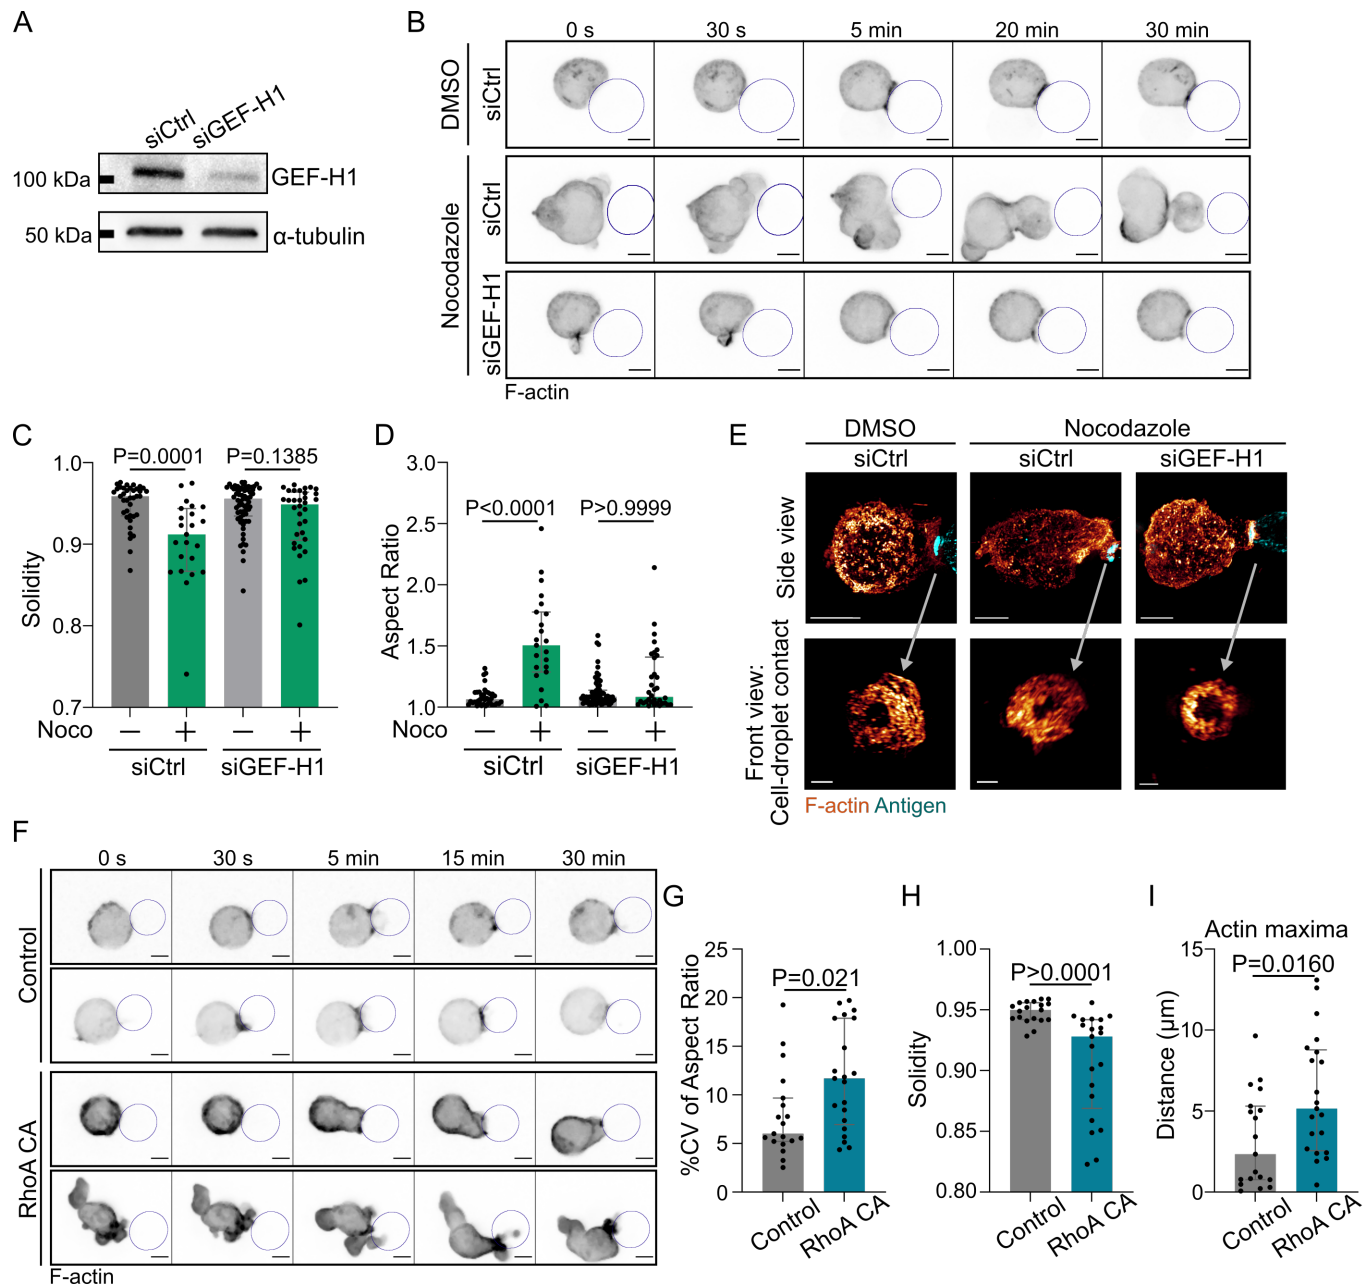 A
siCtrl
siGEF-H1
100 kDa
GEF-H1
50 kDa
α-tubulin
B
0 s 30 s 5 min 20 min 30 min
DMSO
siCtrl
Nocodazole
siCtrl
siGEF-H1
F-actin
C
Solidity
1.0
0.9
0.8
0.7
P=0.0001 P=0.1385
Noco − + − +
siCtrl siGEF-H1
D
Aspect Ratio
3.0
2.5
2.0
1.5
1.0
P<0.0001 P>0.9999
Noco − + − +
siCtrl siGEF-H1
E
DMSO Nocodazole
siCtrl siCtrl siGEF-H1
Side view
Front view:
Cell-droplet contact
F-actin Antigen
F
0 s 30 s 5 min 15 min 30 min
Control
RhoA CA
F-actin
G
%CV of Aspect Ratio
25
20
15
10
5
0
P=0.021
Control RhoA CA
H
Solidity
1.00
0.95
0.90
0.85
0.80
P>0.0001
Control RhoA CA
I
Actin maxima
Distance (µm)
15
10
5
0
P=0.0160
Control RhoA CA